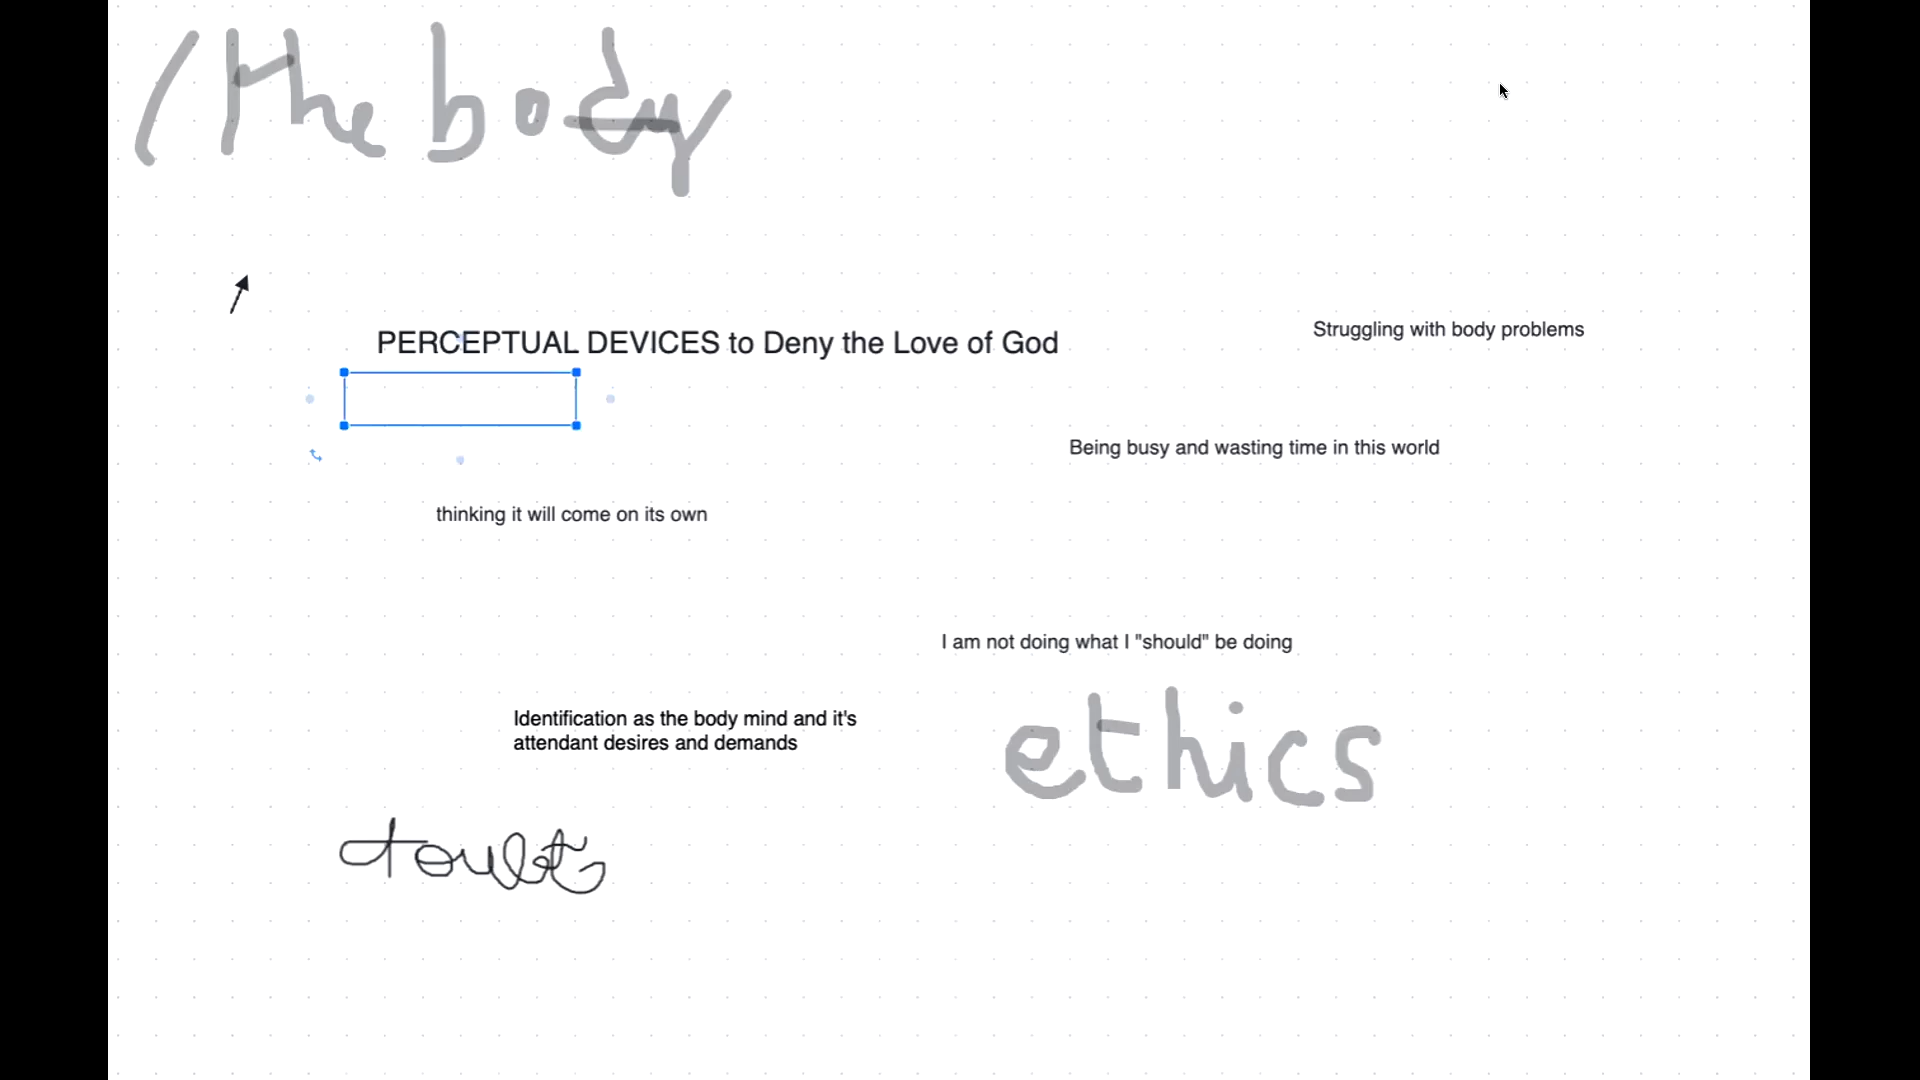 the body
PERCEPTUAL DEVICES to Deny the Love of God
Struggling with body problems
Being busy and wasting time in this world
thinking it will come on its own
I am not doing what I "should" be doing
Identification as the body mind and it's
attendant desires and demands
ethics
doubts